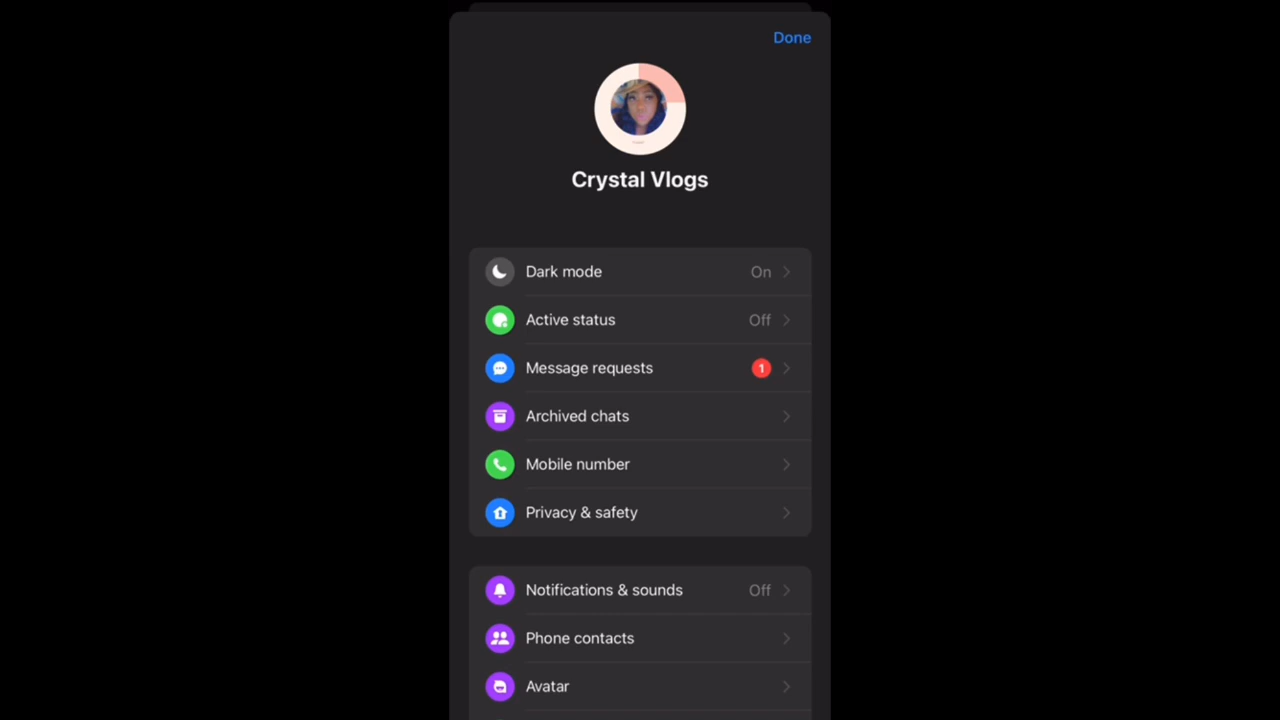 Done
Crystal Vlogs
Dark mode On
Active status Off
Message requests 1
Archived chats
Mobile number
Privacy & safety
Notifications & sounds Off
Phone contacts
Avatar